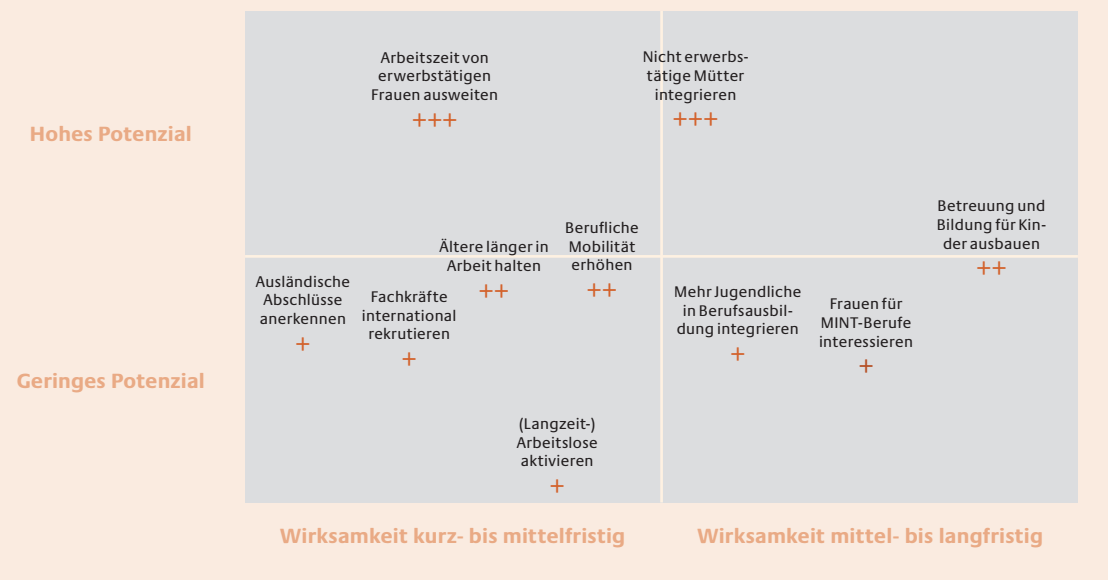 Hohes Potenzial
Arbeitszeit von
erwerbstätigen
Frauen ausweiten
+++
Nicht erwerbs-
tätige Mütter
integrieren
+++
Betreuung und
Bildung für Kin-
der ausbauen
++
Ältere länger in
Arbeit halten
++
Berufliche
Mobilität
erhöhen
++
Geringes Potenzial
Ausländische
Abschlüsse
anerkennen
+
Fachkräfte
international
rekrutieren
+
Mehr Jugendliche
in Berufsausbil-
dung integrieren
+
Frauen für
MINT-Berufe
interessieren
+
(Langzeit-)
Arbeitslose
aktivieren
+
Wirksamkeit kurz- bis mittelfristig
Wirksamkeit mittel- bis langfristig